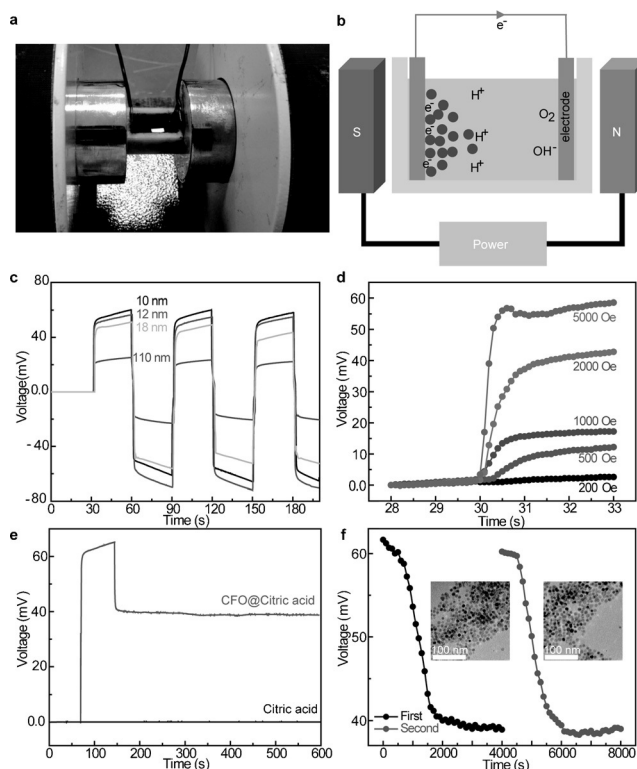 a
b
e-
S
e-
e-
e-
H+
H+
H+
O2
OH-
electrode
N
Power
c
Voltage(mV)
80
40
0.0
-40
-80
10 nm
12 nm
18 nm
110 nm
0 30 60 90 120 150 180
Time (s)
d
Voltage (mV)
60
50
40
30
20
10
0.0
5000 Oe
2000 Oe
1000 Oe
500 Oe
200 Oe
28 29 30 31 32 33
Time (s)
e
Voltage (mV)
60
40
20
0.0
CFO@Citric acid
Citric acid
0 100 200 300 400 500 600
Time (s)
f
Voltage (mV)
60
50
40
100 nm
100 nm
First
Second
0 2000 4000 6000 8000
Time (s)